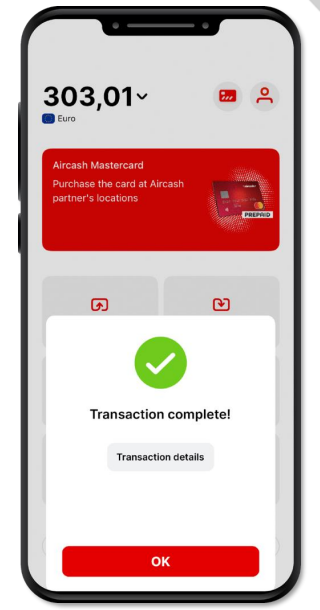 303,01
Euro
Aircash Mastercard
Purchase the card at Aircash
partner's locations
PREPAID
Transaction complete!
Transaction details
OK